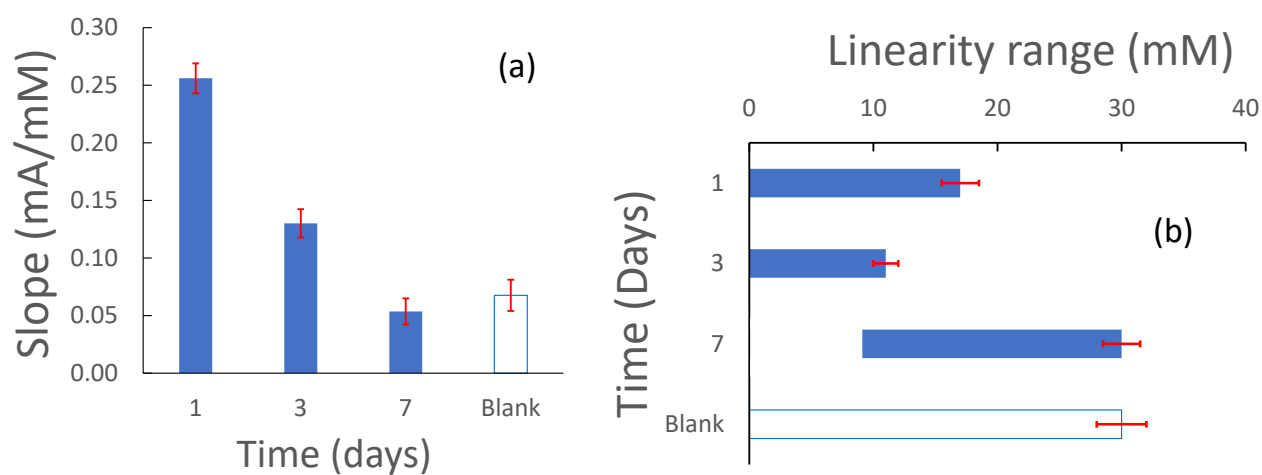 0.30
0.25
0.20
0.15
0.10
0.05
0.00
Slope (mA/mM)
(a)
1 3 7 Blank
Time (days)
Linearity range (mM)
0 10 20 30 40
1
3
7
Blank
Time (Days)
(b)